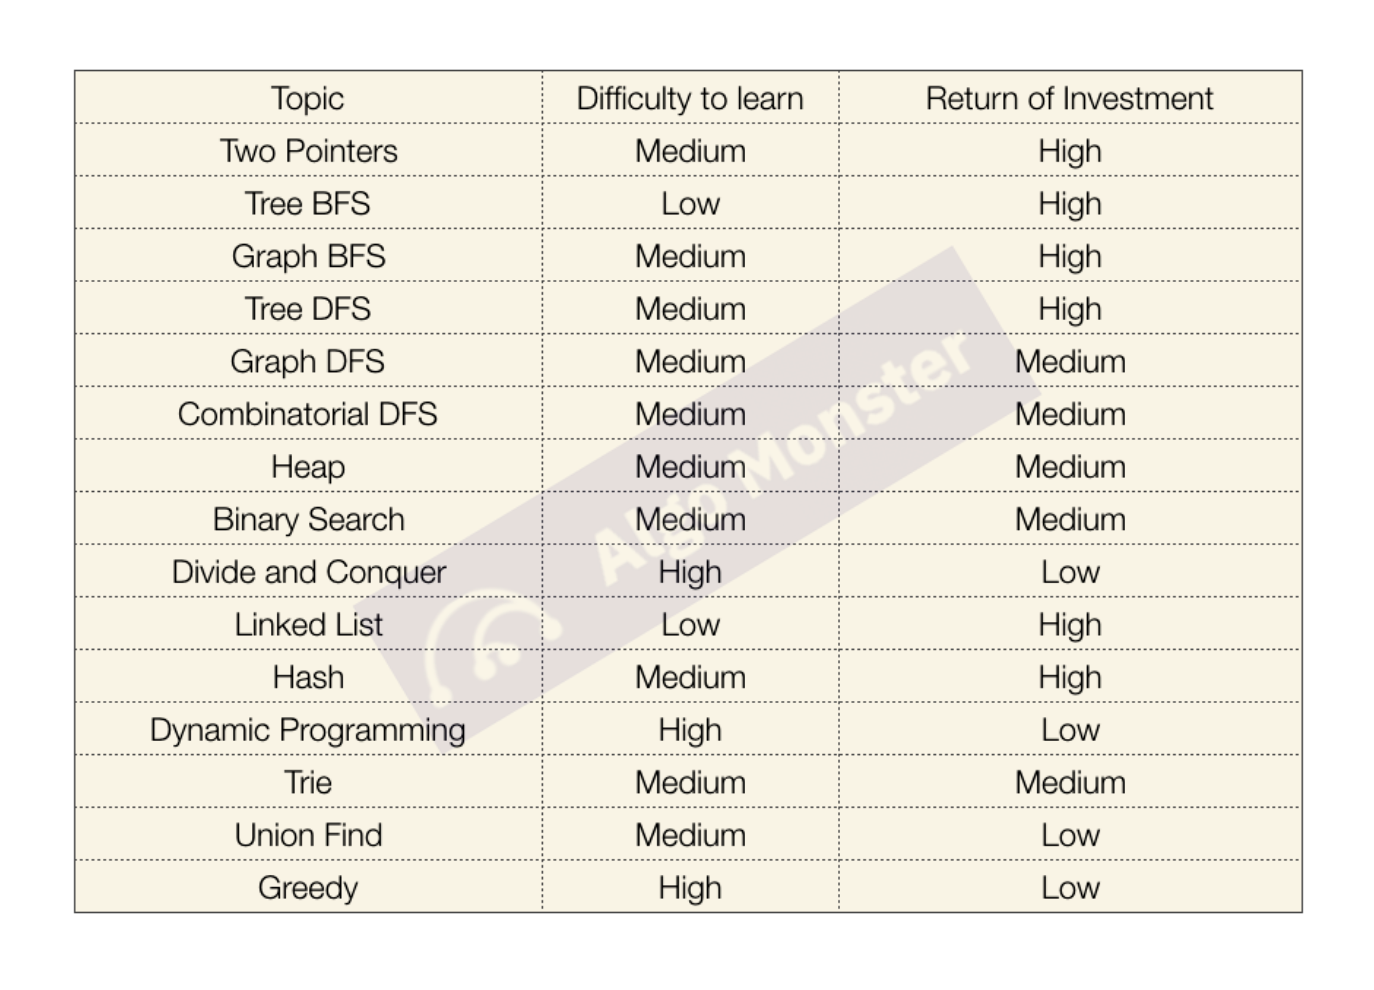 Topic Difficulty to learn Return of Investment
Two Pointers Medium High
Tree BFS Low High
Graph BFS Medium High
Tree DFS Medium High
Graph DFS Medium Medium
Combinatorial DFS Medium Medium
Heap Medium Medium
Binary Search Medium Medium
Divide and Conquer High Low
Linked List Low High
Hash Medium High
Dynamic Programming High Low
Trie Medium Medium
Union Find Medium Low
Greedy High Low
Algo Monster